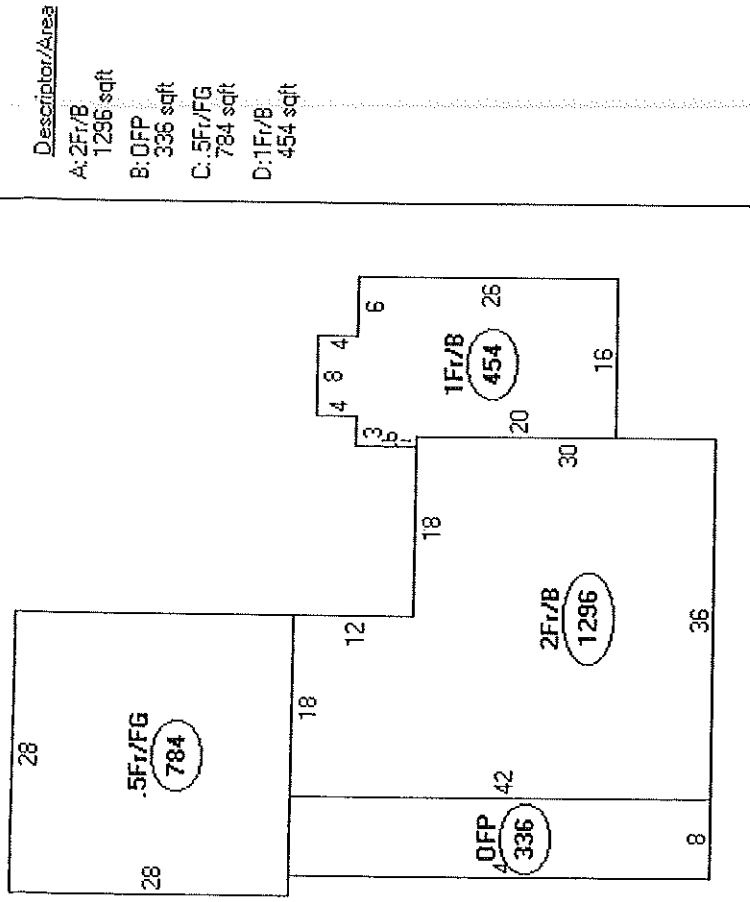 Descriptor/Area
A:2Fr/B
1296 sqft
B:OFP
336 sqft
C:.5Fr/FG
784 sqft
D:1Fr/B
454 sqft
28
.5Fr/FG
784
28
18
12
18
3
4
8
4
6
1Fr/B
454
26
20
16
30
2Fr/B
1296
36
42
OFP
336
4
8